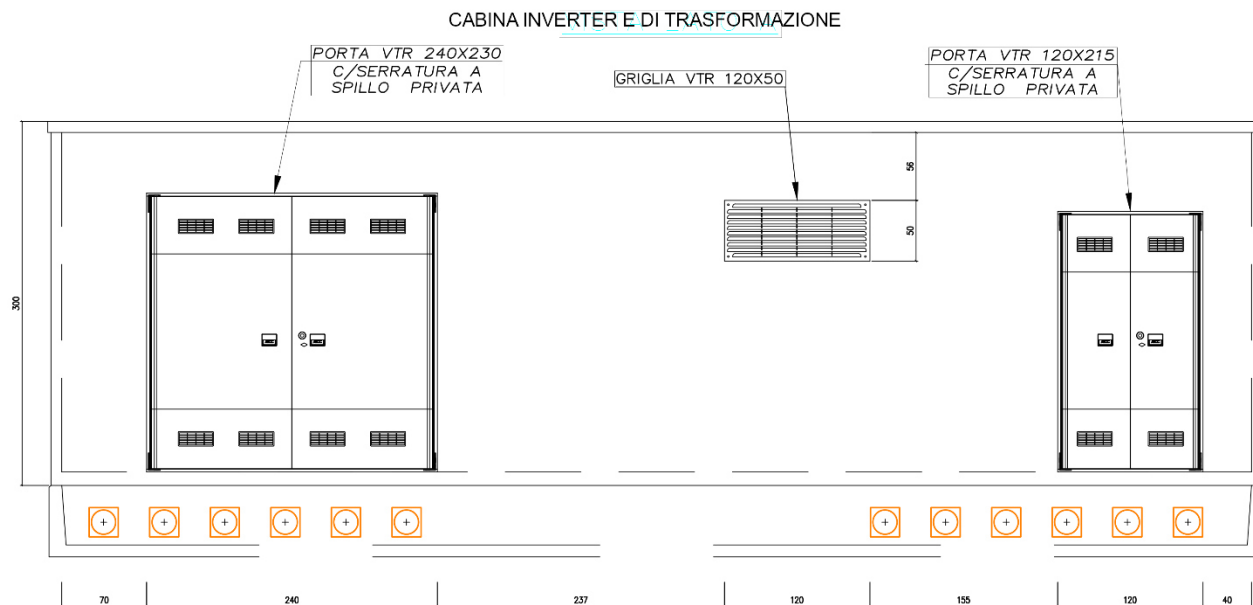 CABINA INVERTER E DI TRASFORMAZIONE
PORTA VTR 240X230
C/SERRATURA A
SPILLO PRIVATA
GRIGLIA VTR 120X50
PORTA VTR 120X215
C/SERRATURA A
SPILLO PRIVATA
56
50
300
70
240
237
120
155
120
40